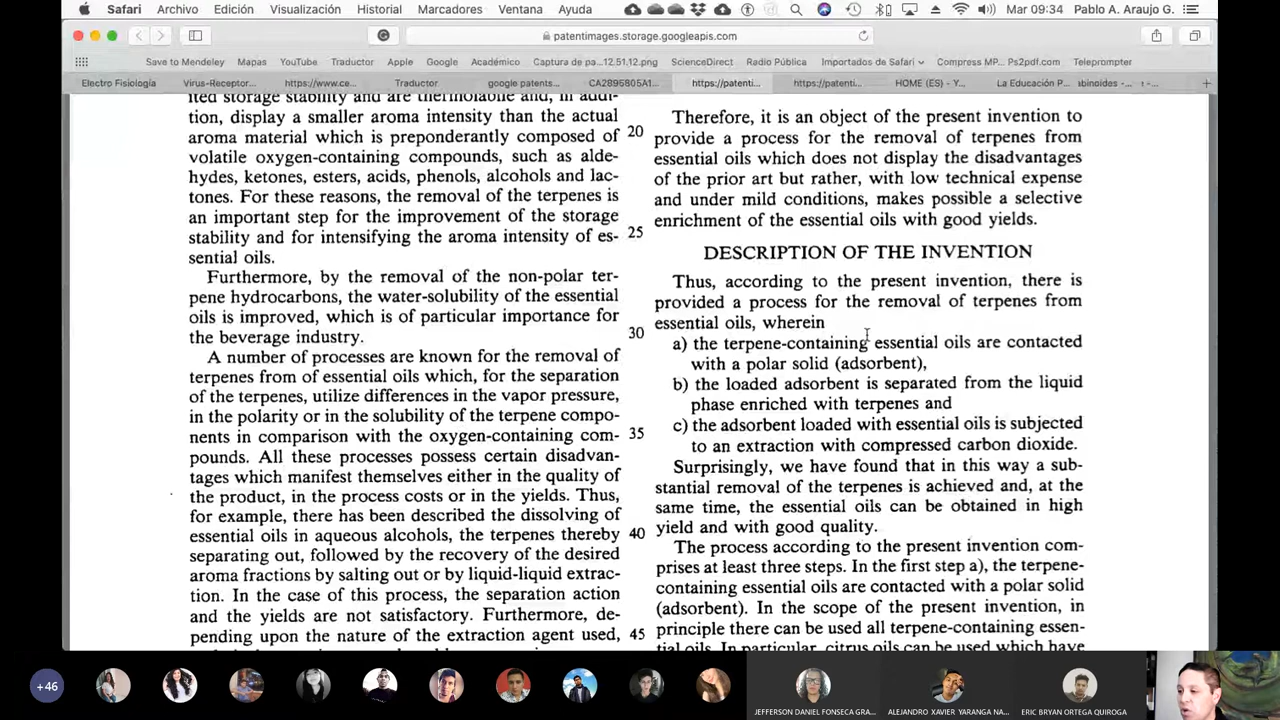 Safari Archivo Edición Visualización Historial Marcadores Ventana Ayuda Mar 09:34 Pablo A. Araujo G.
patentimages.storage.googleapis.com
Save to Mendeley Mapas YouTube Traductor Apple Google Académico Captura de pa...12.51.12.png ScienceDirect Radio Pública Importados de Safari Compress MP... Ps2pdf.com Teleprompter
Electro Fisiología Virus-Receptor... https://www.ce... Traductor google patents... CA2895805A1... https://patenti... https://patenti... HOME (ES) - Y... La Educación P...
ited storage stability and are thermolabile and, in addi-
tion, display a smaller aroma intensity than the actual
aroma material which is preponderantly composed of
volatile oxygen-containing compounds, such as alde-
hydes, ketones, esters, acids, phenols, alcohols and lac-
tones. For these reasons, the removal of the terpenes is
an important step for the improvement of the storage
stability and for intensifying the aroma intensity of es-
sential oils.
Furthermore, by the removal of the non-polar ter-
pene hydrocarbons, the water-solubility of the essential
oils is improved, which is of particular importance for
the beverage industry.
A number of processes are known for the removal of
terpenes from of essential oils which, for the separation
of the terpenes, utilize differences in the vapor pressure,
in the polarity or in the solubility of the terpene compo-
nents in comparison with the oxygen-containing com-
pounds. All these processes possess certain disadvan-
tages which manifest themselves either in the quality of
the product, in the process costs or in the yields. Thus,
for example, there has been described the dissolving of
essential oils in aqueous alcohols, the terpenes thereby
separating out, followed by the recovery of the desired
aroma fractions by salting out or by liquid-liquid extrac-
tion. In the case of this process, the separation action
and the yields are not satisfactory. Furthermore, de-
pending upon the nature of the extraction agent used,
20
25
30
35
40
45
Therefore, it is an object of the present invention to
provide a process for the removal of terpenes from
essential oils which does not display the disadvantages
of the prior art but rather, with low technical expense
and under mild conditions, makes possible a selective
enrichment of the essential oils with good yields.
DESCRIPTION OF THE INVENTION
Thus, according to the present invention, there is
provided a process for the removal of terpenes from
essential oils, wherein
a) the terpene-containing essential oils are contacted
with a polar solid (adsorbent),
b) the loaded adsorbent is separated from the liquid
phase enriched with terpenes and
c) the adsorbent loaded with essential oils is subjected
to an extraction with compressed carbon dioxide.
Surprisingly, we have found that in this way a sub-
stantial removal of the terpenes is achieved and, at the
same time, the essential oils can be obtained in high
yield and with good quality.
The process according to the present invention com-
prises at least three steps. In the first step a), the terpene-
containing essential oils are contacted with a polar solid
(adsorbent). In the scope of the present invention, in
principle there can be used all terpene-containing essen-
tial oils. In particular, citrus oils can be used which have
+46
JEFFERSON DANIEL FONSECA GRA... ALEJANDRO XAVIER YARANGA NA... ERIC BRYAN ORTEGA QUIROGA